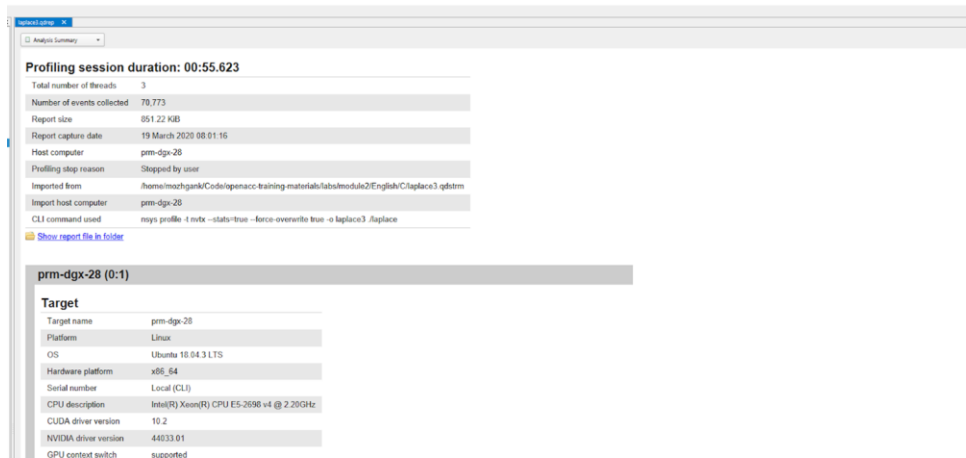 laplace3.qdrep ×
Analysis Summary
Profiling session duration: 00:55.623
Total number of threads 3
Number of events collected 70,773
Report size 851.22 KiB
Report capture date 19 March 2020 08:01:16
Host computer prm-dgx-28
Profiling stop reason Stopped by user
Imported from /home/mozhgank/Code/openacc-training-materials/labs/module2/English/C/laplace3.qdstrm
Import host computer prm-dgx-28
CLI command used nsys profile -t nvtx --stats=true --force-overwrite true -o laplace3 ./laplace
Show report file in folder
prm-dgx-28 (0:1)
Target
Target name prm-dgx-28
Platform Linux
OS Ubuntu 18.04.3 LTS
Hardware platform x86_64
Serial number Local (CLI)
CPU description Intel(R) Xeon(R) CPU E5-2698 v4 @ 2.20GHz
CUDA driver version 10.2
NVIDIA driver version 44033.01
GPU context switch supported